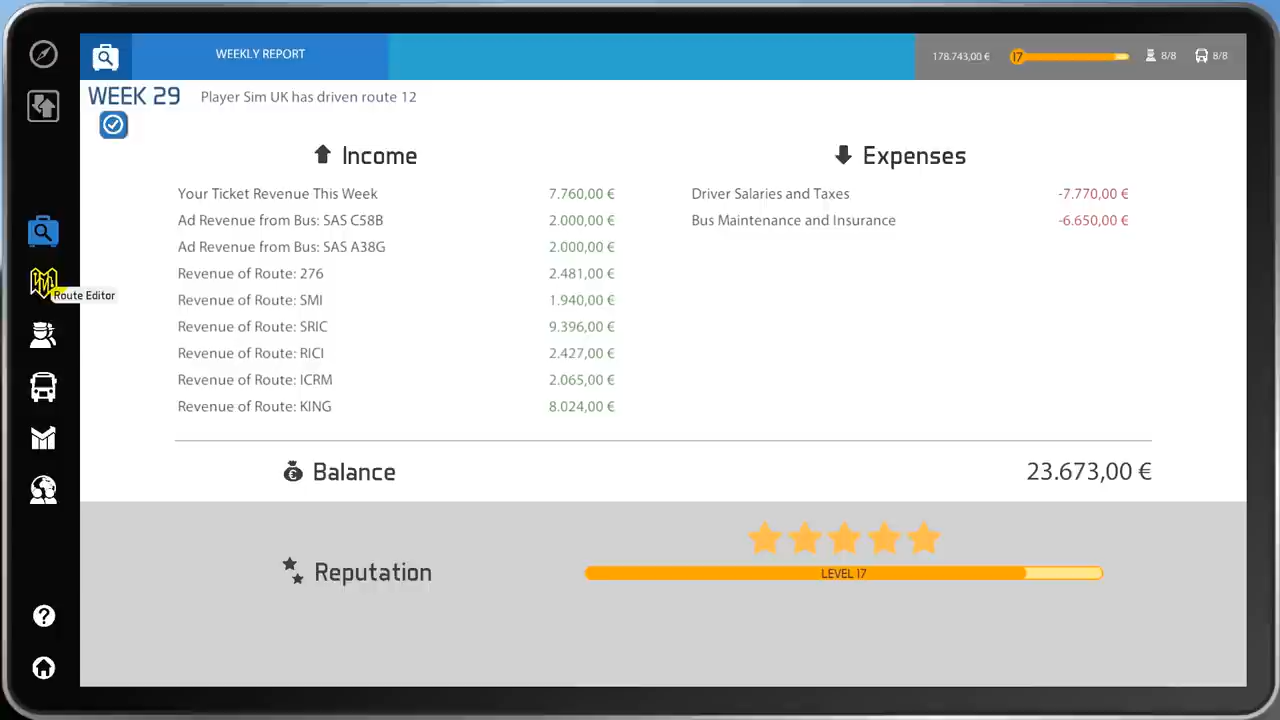 WEEKLY REPORT
178.743,00 €
17
8/8
8/8
WEEK 29
Player Sim UK has driven route 12
Income
Expenses
Your Ticket Revenue This Week 7.760,00 €
Driver Salaries and Taxes -7.770,00 €
Ad Revenue from Bus: SAS C58B 2.000,00 €
Bus Maintenance and Insurance -6.650,00 €
Ad Revenue from Bus: SAS A38G 2.000,00 €
Revenue of Route: 276 2.481,00 €
Route Editor
Revenue of Route: SMI 1.940,00 €
Revenue of Route: SRIC 9.396,00 €
Revenue of Route: RICI 2.427,00 €
Revenue of Route: ICRM 2.065,00 €
Revenue of Route: KING 8.024,00 €
Balance 23.673,00 €
Reputation
LEVEL 17